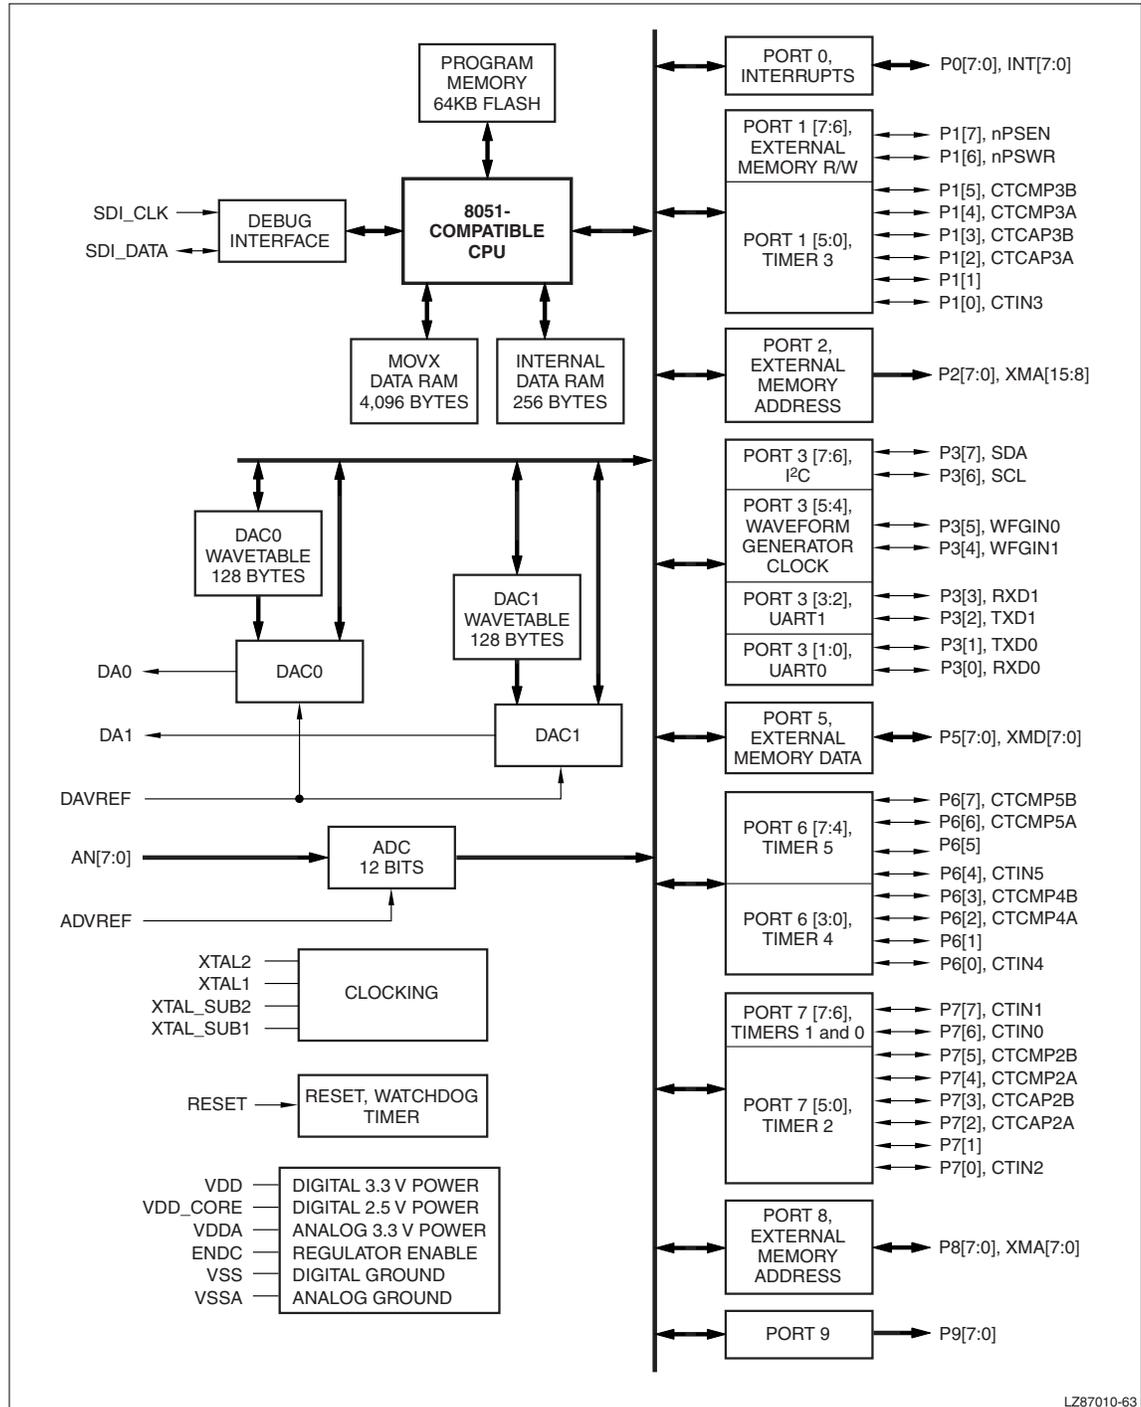 PROGRAM
MEMORY
64KB FLASH
SDI_CLK
SDI_DATA
DEBUG
INTERFACE
8051-
COMPATIBLE
CPU
MOVX
DATA RAM
4,096 BYTES
INTERNAL
DATA RAM
256 BYTES
DAC0
WAVETABLE
128 BYTES
DAC1
WAVETABLE
128 BYTES
DA0
DAC0
DA1
DAC1
DAVREF
AN[7:0]
ADC
12 BITS
ADVREF
XTAL2
XTAL1
XTAL_SUB2
XTAL_SUB1
CLOCKING
RESET
RESET, WATCHDOG
TIMER
VDD DIGITAL 3.3 V POWER
VDD_CORE DIGITAL 2.5 V POWER
VDDA ANALOG 3.3 V POWER
ENDC REGULATOR ENABLE
VSS DIGITAL GROUND
VSSA ANALOG GROUND
PORT 0,
INTERRUPTS
P0[7:0], INT[7:0]
PORT 1 [7:6],
EXTERNAL
MEMORY R/W
P1[7], nPSEN
P1[6], nPSWR
PORT 1 [5:0],
TIMER 3
P1[5], CTCMP3B
P1[4], CTCMP3A
P1[3], CTCAP3B
P1[2], CTCAP3A
P1[1]
P1[0], CTIN3
PORT 2,
EXTERNAL
MEMORY
ADDRESS
P2[7:0], XMA[15:8]
PORT 3 [7:6],
I²C
P3[7], SDA
P3[6], SCL
PORT 3 [5:4],
WAVEFORM
GENERATOR
CLOCK
P3[5], WFGIN0
P3[4], WFGIN1
PORT 3 [3:2],
UART1
P3[3], RXD1
P3[2], TXD1
PORT 3 [1:0],
UART0
P3[1], TXD0
P3[0], RXD0
PORT 5,
EXTERNAL
MEMORY DATA
P5[7:0], XMD[7:0]
PORT 6 [7:4],
TIMER 5
P6[7], CTCMP5B
P6[6], CTCMP5A
P6[5]
P6[4], CTIN5
PORT 6 [3:0],
TIMER 4
P6[3], CTCMP4B
P6[2], CTCMP4A
P6[1]
P6[0], CTIN4
PORT 7 [7:6],
TIMERS 1 and 0
P7[7], CTIN1
P7[6], CTIN0
PORT 7 [5:0],
TIMER 2
P7[5], CTCMP2B
P7[4], CTCMP2A
P7[3], CTCAP2B
P7[2], CTCAP2A
P7[1]
P7[0], CTIN2
PORT 8,
EXTERNAL
MEMORY
ADDRESS
P8[7:0], XMA[7:0]
PORT 9
P9[7:0]
LZ87010-63